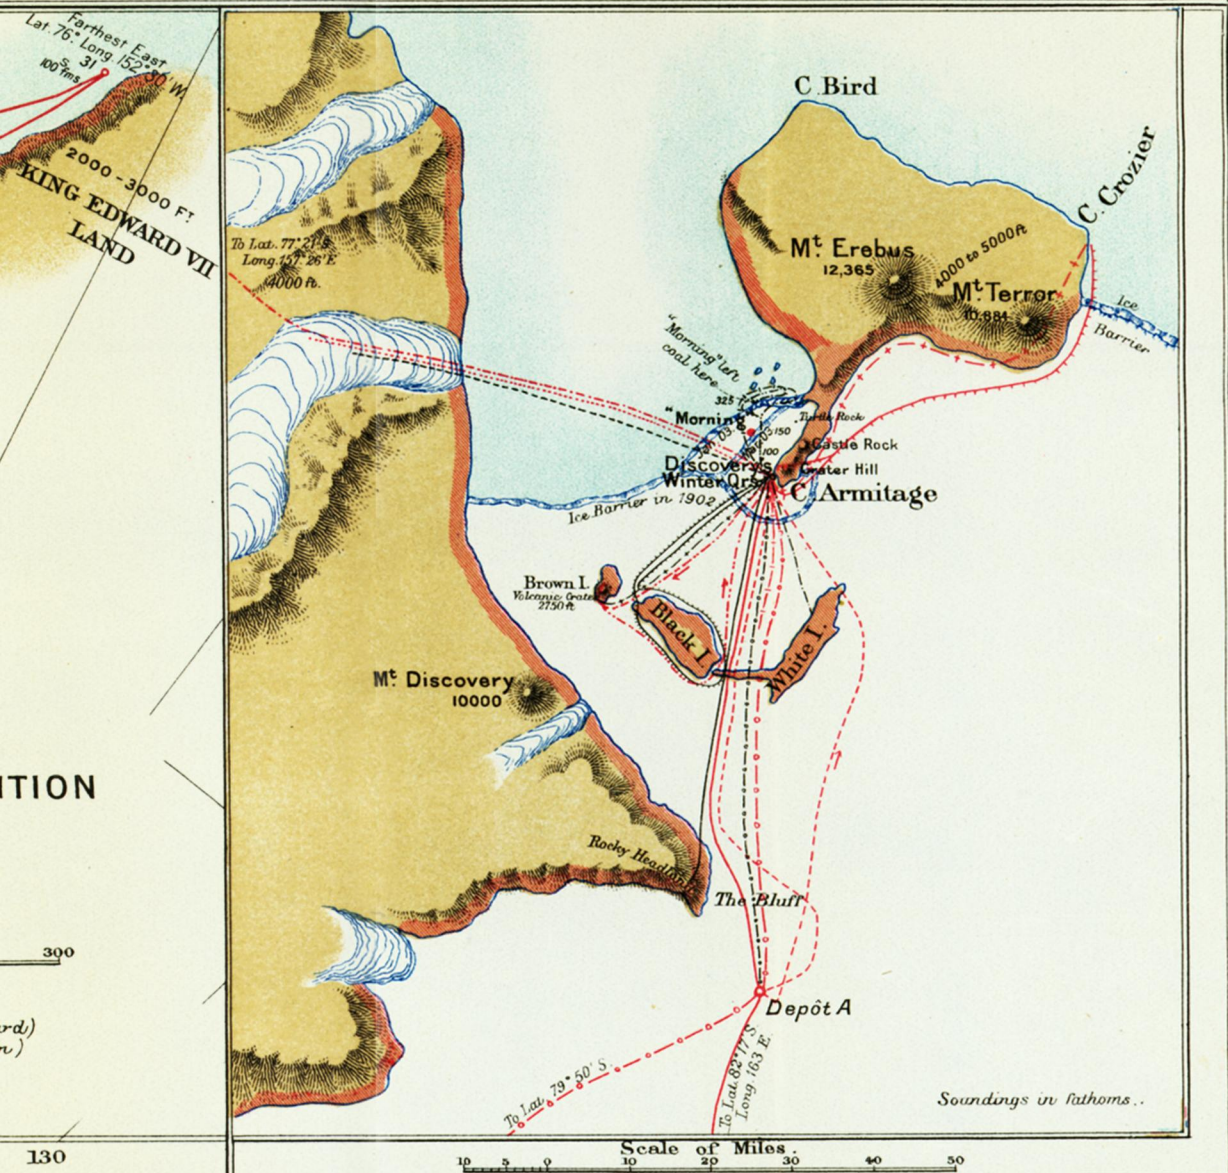 Farthest East
Lat. 76° Long. 152° 30' W.
31
100 fms
2000-3000 Ft
KING EDWARD VII
LAND
ITION
300
rd)
n)
130
C. Bird
C. Crozier
Mt. Erebus
12,365
4000 to 5000ft
Mt. Terror
10,884
Ice
Barrier
To Lat. 77° 21' S.
Long. 157° 26' E
4000 ft.
"Morning" left
coal here
325
"Morning"
Jan 03
150
100
Turtle Rock
Castle Rock
Crater Hill
Discovery's
Winter Qrs.
C. Armitage
Ice Barrier in 1902
Brown I.
Volcanic Crater
2750 ft
Black I.
White I.
Mt. Discovery
10000
Rocky Headland
The Bluff
Depôt A
To Lat. 79° 50' S.
To Lat. 82° 17' S.
Long. 163 E.
Soundings in fathoms..
Scale of Miles.
10 5 0 10 20 30 40 50